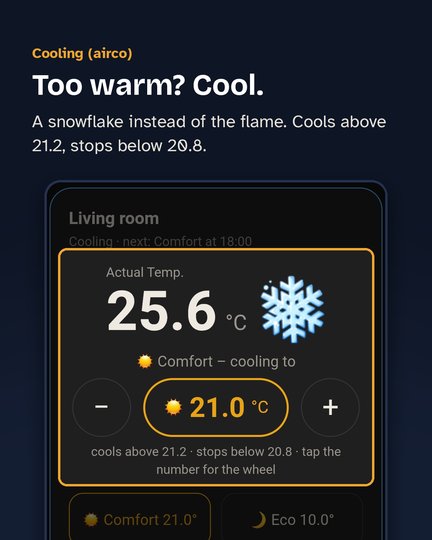 Cooling (airco)
Too warm? Cool.
A snowflake instead of the flame. Cools above
21.2, stops below 20.8.
Living room
Cooling · next: Comfort at 18:00
Actual Temp.
25.6 °C
Comfort – cooling to
− 21.0 °C +
cools above 21.2 · stops below 20.8 · tap the
number for the wheel
Comfort 21.0° Eco 10.0°